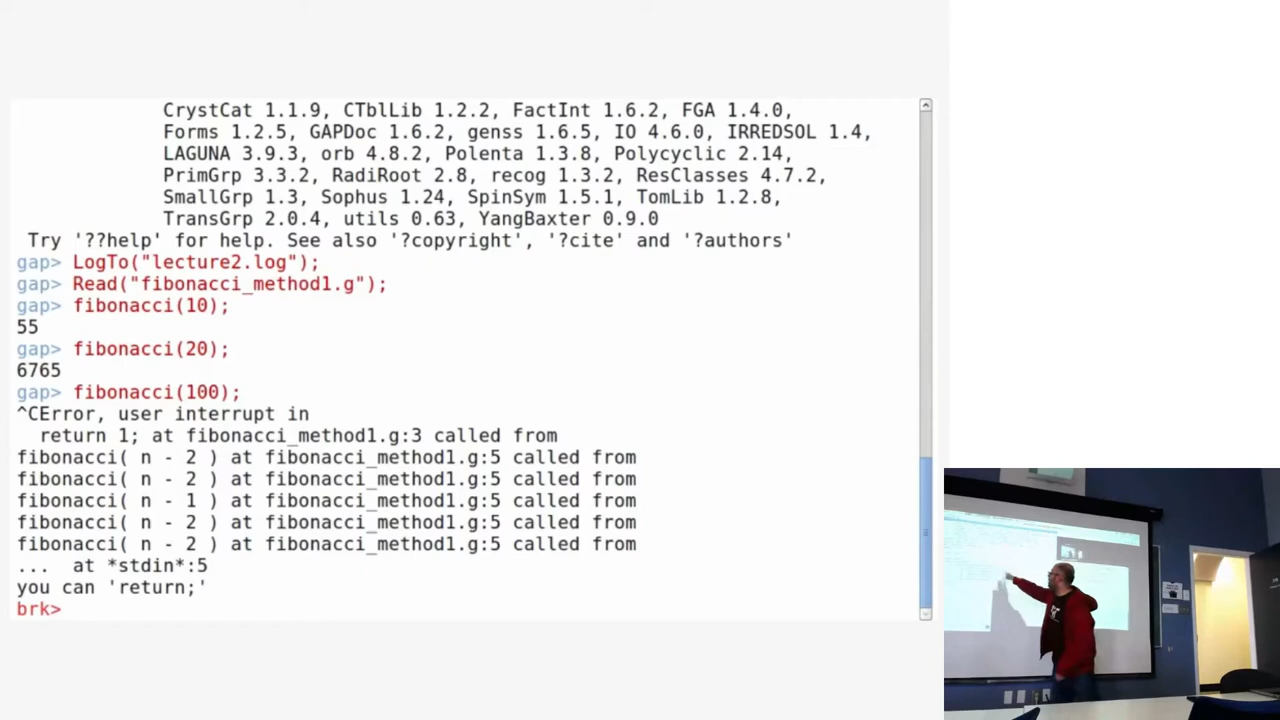 CrystCat 1.1.9, CTblLib 1.2.2, FactInt 1.6.2, FGA 1.4.0,
Forms 1.2.5, GAPDoc 1.6.2, genss 1.6.5, IO 4.6.0, IRREDSOL 1.4,
LAGUNA 3.9.3, orb 4.8.2, Polenta 1.3.8, Polycyclic 2.14,
PrimGrp 3.3.2, RadiRoot 2.8, recog 1.3.2, ResClasses 4.7.2,
SmallGrp 1.3, Sophus 1.24, SpinSym 1.5.1, TomLib 1.2.8,
TransGrp 2.0.4, utils 0.63, YangBaxter 0.9.0
Try '??help' for help. See also '?copyright', '?cite' and '?authors'
gap> LogTo("lecture2.log");
gap> Read("fibonacci_method1.g");
gap> fibonacci(10);
55
gap> fibonacci(20);
6765
gap> fibonacci(100);
^CError, user interrupt in
return 1; at fibonacci_method1.g:3 called from
fibonacci( n - 2 ) at fibonacci_method1.g:5 called from
fibonacci( n - 2 ) at fibonacci_method1.g:5 called from
fibonacci( n - 1 ) at fibonacci_method1.g:5 called from
fibonacci( n - 2 ) at fibonacci_method1.g:5 called from
fibonacci( n - 2 ) at fibonacci_method1.g:5 called from
... at *stdin*:5
you can 'return;'
brk>